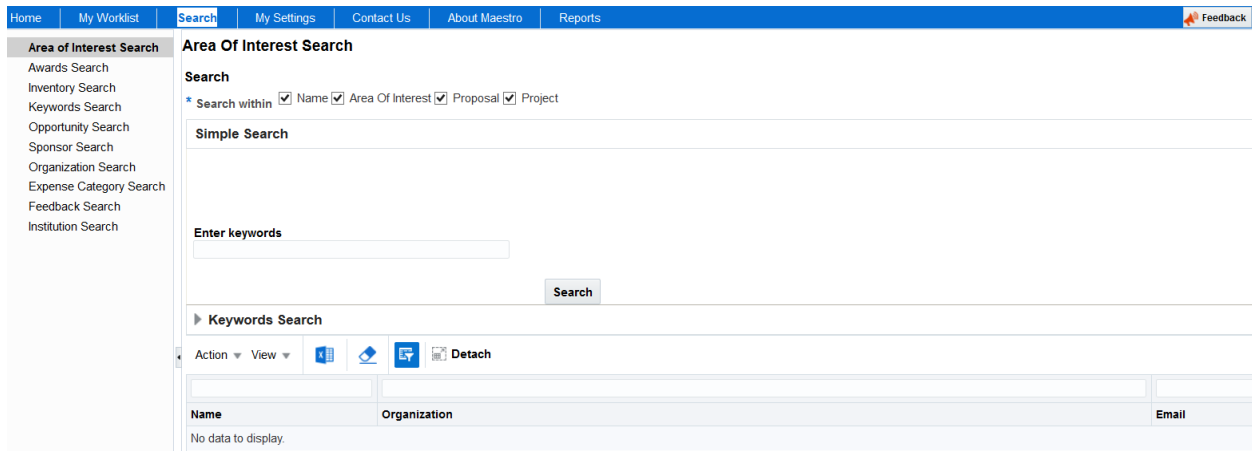 Home My Worklist Search My Settings Contact Us About Maestro Reports Feedback
Area of Interest Search
Awards Search
Inventory Search
Keywords Search
Opportunity Search
Sponsor Search
Organization Search
Expense Category Search
Feedback Search
Institution Search
Area Of Interest Search
Search
* Search within Name Area Of Interest Proposal Project
Simple Search
Enter keywords
Search
Keywords Search
Action View Detach
Name Organization Email
No data to display.